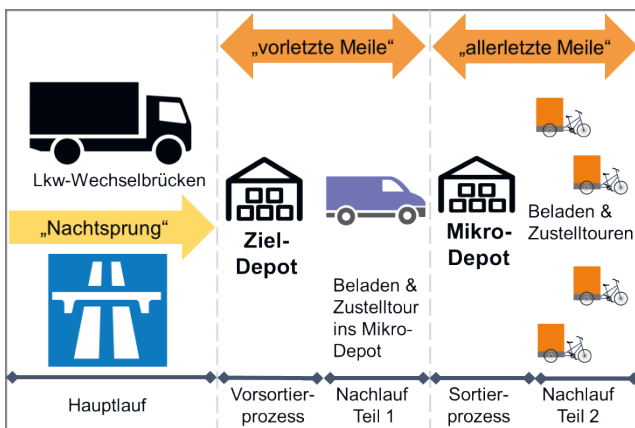 „vorletzte Meile“
„allerletzte Meile“
Lkw-Wechselbrücken
„Nachtsprung“
Ziel-
Depot
Beladen &
Zustelltour
ins Mikro-
Depot
Mikro-
Depot
Beladen &
Zustelltouren
Hauptlauf
Vorsortier-
prozess
Nachlauf
Teil 1
Sortier-
prozess
Nachlauf
Teil 2